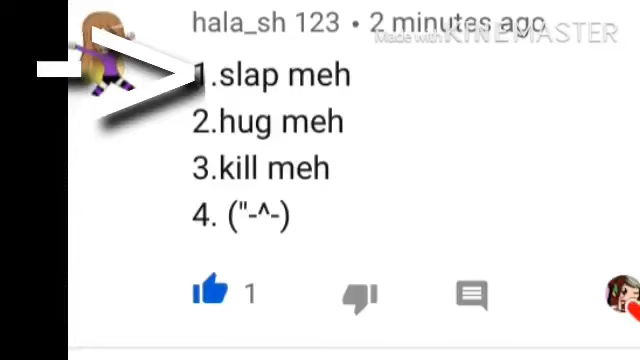 hala_sh 123 • 2 minutes ago
Made with KINEMASTER
1.slap meh
2.hug meh
3.kill meh
4. ("-^-)
1